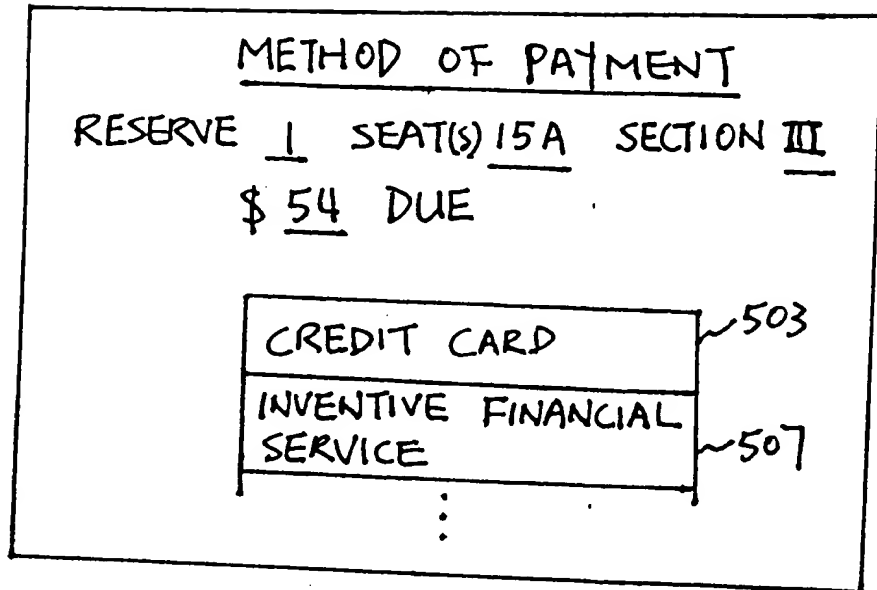 METHOD OF PAYMENT
RESERVE 1 SEAT(S) 15A SECTION III
$ 54 DUE
CREDIT CARD
503
INVENTIVE FINANCIAL
SERVICE
507